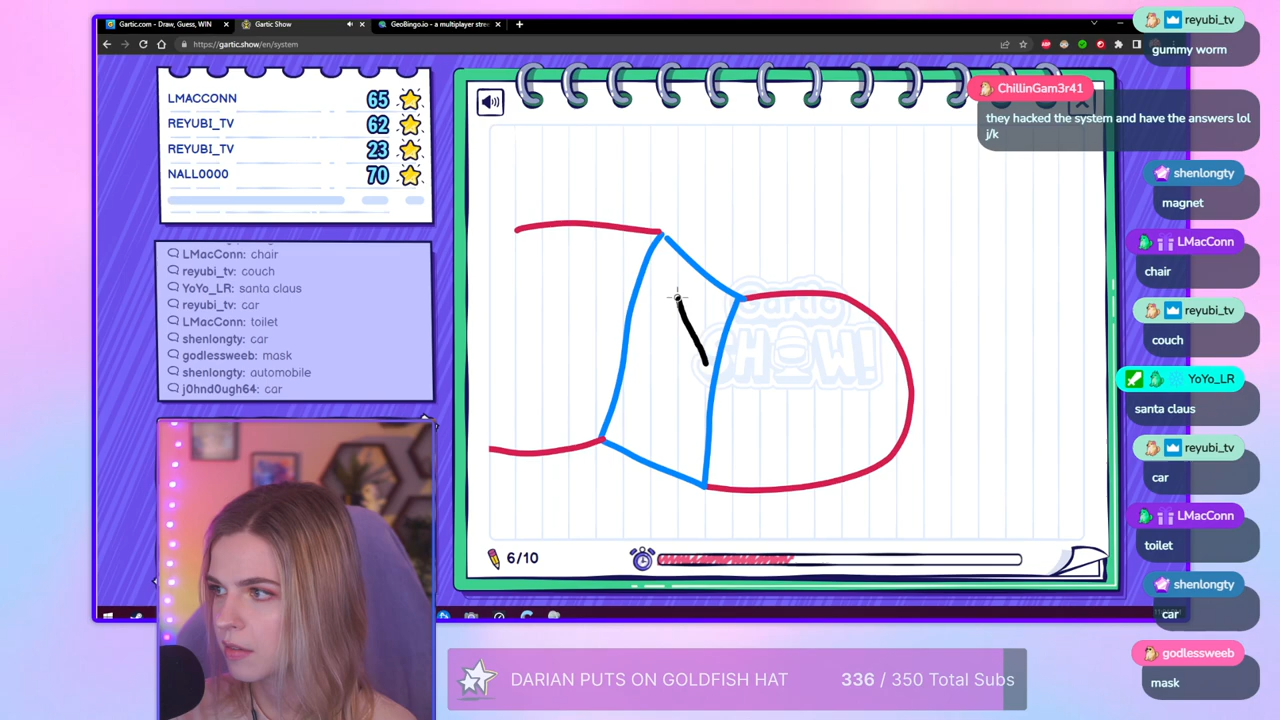 Gartic.com - Draw, Guess, WIN
Gartic Show
GeoBingo.io - a multiplayer stre
https://gartic.show/en/system
LMACCONN 65
REYUBI_TV 62
REYUBI_TV 23
NALL0000 70
LMacConn: chair
reyubi_tv: couch
YoYo_LR: santa claus
reyubi_tv: car
LMacConn: toilet
shenlongty: car
godlessweeb: mask
shenlongty: automobile
j0hnd0ugh64: car
Gartic
SHOW!
6/10
DARIAN PUTS ON GOLDFISH HAT 336 / 350 Total Subs
reyubi_tv
gummy worm
ChillinGam3r41
they hacked the system and have the answers lol
j/k
shenlongty
magnet
LMacConn
chair
reyubi_tv
couch
YoYo_LR
santa claus
reyubi_tv
car
LMacConn
toilet
shenlongty
car
godlessweeb
mask